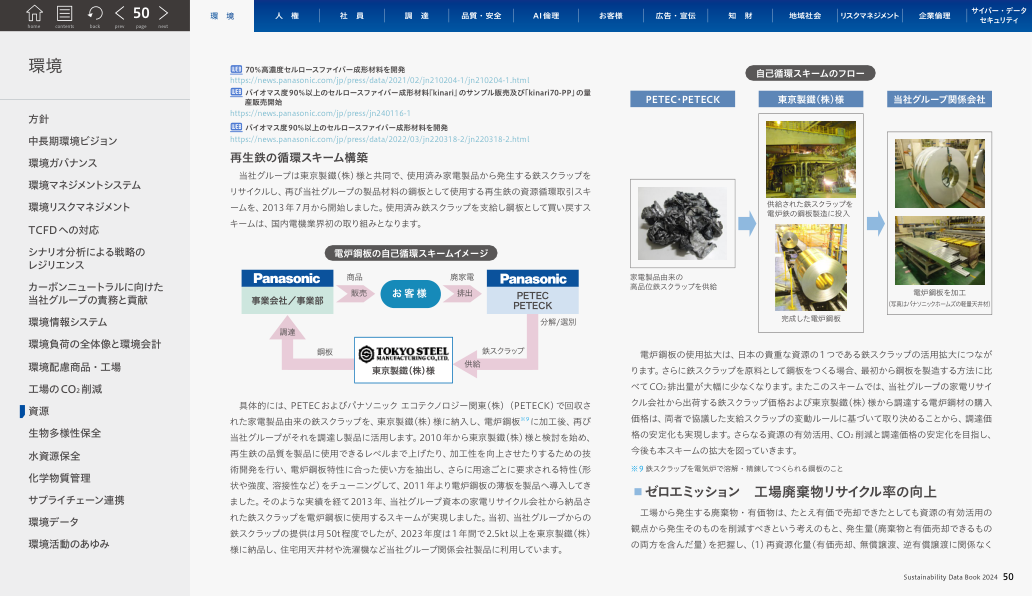 home
contents
back
prev
50
page
next
環 境
人 権
社 員
調 達
品質・安全
AI倫理
お客様
広告・宣伝
知 財
地域社会
リスクマネジメント
企業倫理
サイバー・データ
セキュリティ
環境
方針
中長期環境ビジョン
環境ガバナンス
環境マネジメントシステム
環境リスクマネジメント
TCFDへの対応
シナリオ分析による戦略の
レジリエンス
カーボンニュートラルに向けた
当社グループの責務と貢献
環境情報システム
環境負荷の全体像と環境会計
環境配慮商品・工場
工場のCO₂削減
資源
生物多様性保全
水資源保全
化学物質管理
サプライチェーン連携
環境データ
環境活動のあゆみ
70%高濃度セルロースファイバー成形材料を開発
https://news.panasonic.com/jp/press/data/2021/02/jn210204-1/jn210204-1.html
バイオマス度90%以上のセルロースファイバー成形材料『kinari』のサンプル販売及び『kinari70-PP』の量
産販売開始
https://news.panasonic.com/jp/press/jn240116-1
バイオマス度90%以上のセルロースファイバー成形材料を開発
https://news.panasonic.com/jp/press/data/2022/03/jn220318-2/jn220318-2.html
再生鉄の循環スキーム構築
当社グループは東京製鐵(株)様と共同で、使用済み家電製品から発生する鉄スクラップを
リサイクルし、再び当社グループの製品材料の鋼板として使用する再生鉄の資源循環取引スキ
ームを、2013年7月から開始しました。使用済み鉄スクラップを支給し鋼板として買い戻すス
キームは、国内電機業界初の取り組みとなります。
電炉鋼板の自己循環スキームイメージ
Panasonic
事業会社/事業部
商品
販売
お客様
廃家電
排出
Panasonic
PETEC
PETECK
分解/選別
調達
鋼板
TOKYO STEEL
MANUFACTURING CO.,LTD.
東京製鐵(株)様
鉄スクラップ
供給
具体的には、PETECおよびパナソニック エコテクノロジー関東(株)(PETECK)で回収さ
れた家電製品由来の鉄スクラップを、東京製鐵(株)様に納入し、電炉鋼板※9に加工後、再び
当社グループがそれを調達し製品に活用します。2010年から東京製鐵(株)様と検討を始め、
再生鉄の品質を製品に使用できるレベルまで上げたり、加工性を向上させたりするための技
術開発を行い、電炉鋼板特性に合った使い方を抽出し、さらに用途ごとに要求される特性(形
状や強度、溶接性など)をチューニングして、2011年より電炉鋼板の薄板を製品へ導入してき
ました。そのような実績を経て2013年、当社グループ資本の家電リサイクル会社から納品さ
れた鉄スクラップを電炉鋼板に使用するスキームが実現しました。当初、当社グループからの
鉄スクラップの提供は月50t程度でしたが、2023年度は1年間で2.5kt以上を東京製鐵(株)
様に納品し、住宅用天井材や洗濯機など当社グループ関係会社製品に利用しています。
自己循環スキームのフロー
PETEC・PETECK
東京製鐵(株)様
当社グループ関係会社
家電製品由来の
高品位鉄スクラップを供給
供給された鉄スクラップを
電炉鉄の鋼板製造に投入
完成した電炉鋼板
電炉鋼板を加工
(写真はパナソニックホームズの軽量天井材)
電炉鋼板の使用拡大は、日本の貴重な資源の1つである鉄スクラップの活用拡大につなが
ります。さらに鉄スクラップを原料として鋼板をつくる場合、最初から鋼板を製造する方法に比
べてCO₂排出量が大幅に少なくなります。またこのスキームでは、当社グループの家電リサイ
クル会社から出荷する鉄スクラップ価格および東京製鐵(株)様から調達する電炉鋼材の購入
価格は、両者で協議した支給スクラップの変動ルールに基づいて取り決めることから、調達価
格の安定化も実現します。さらなる資源の有効活用、CO₂削減と調達価格の安定化を目指し、
今後も本スキームの拡大を図っていきます。
※9 鉄スクラップを電気炉で溶解・精錬してつくられる鋼板のこと
■ゼロエミッション 工場廃棄物リサイクル率の向上
工場から発生する廃棄物・有価物は、たとえ有価で売却できたとしても資源の有効活用の
観点から発生そのものを削減すべきという考えのもと、発生量(廃棄物と有価売却できるもの
の両方を含んだ量)を把握し、(1)再資源化量(有価売却、無償譲渡、逆有償譲渡に関係なく
Sustainability Data Book 2024 50